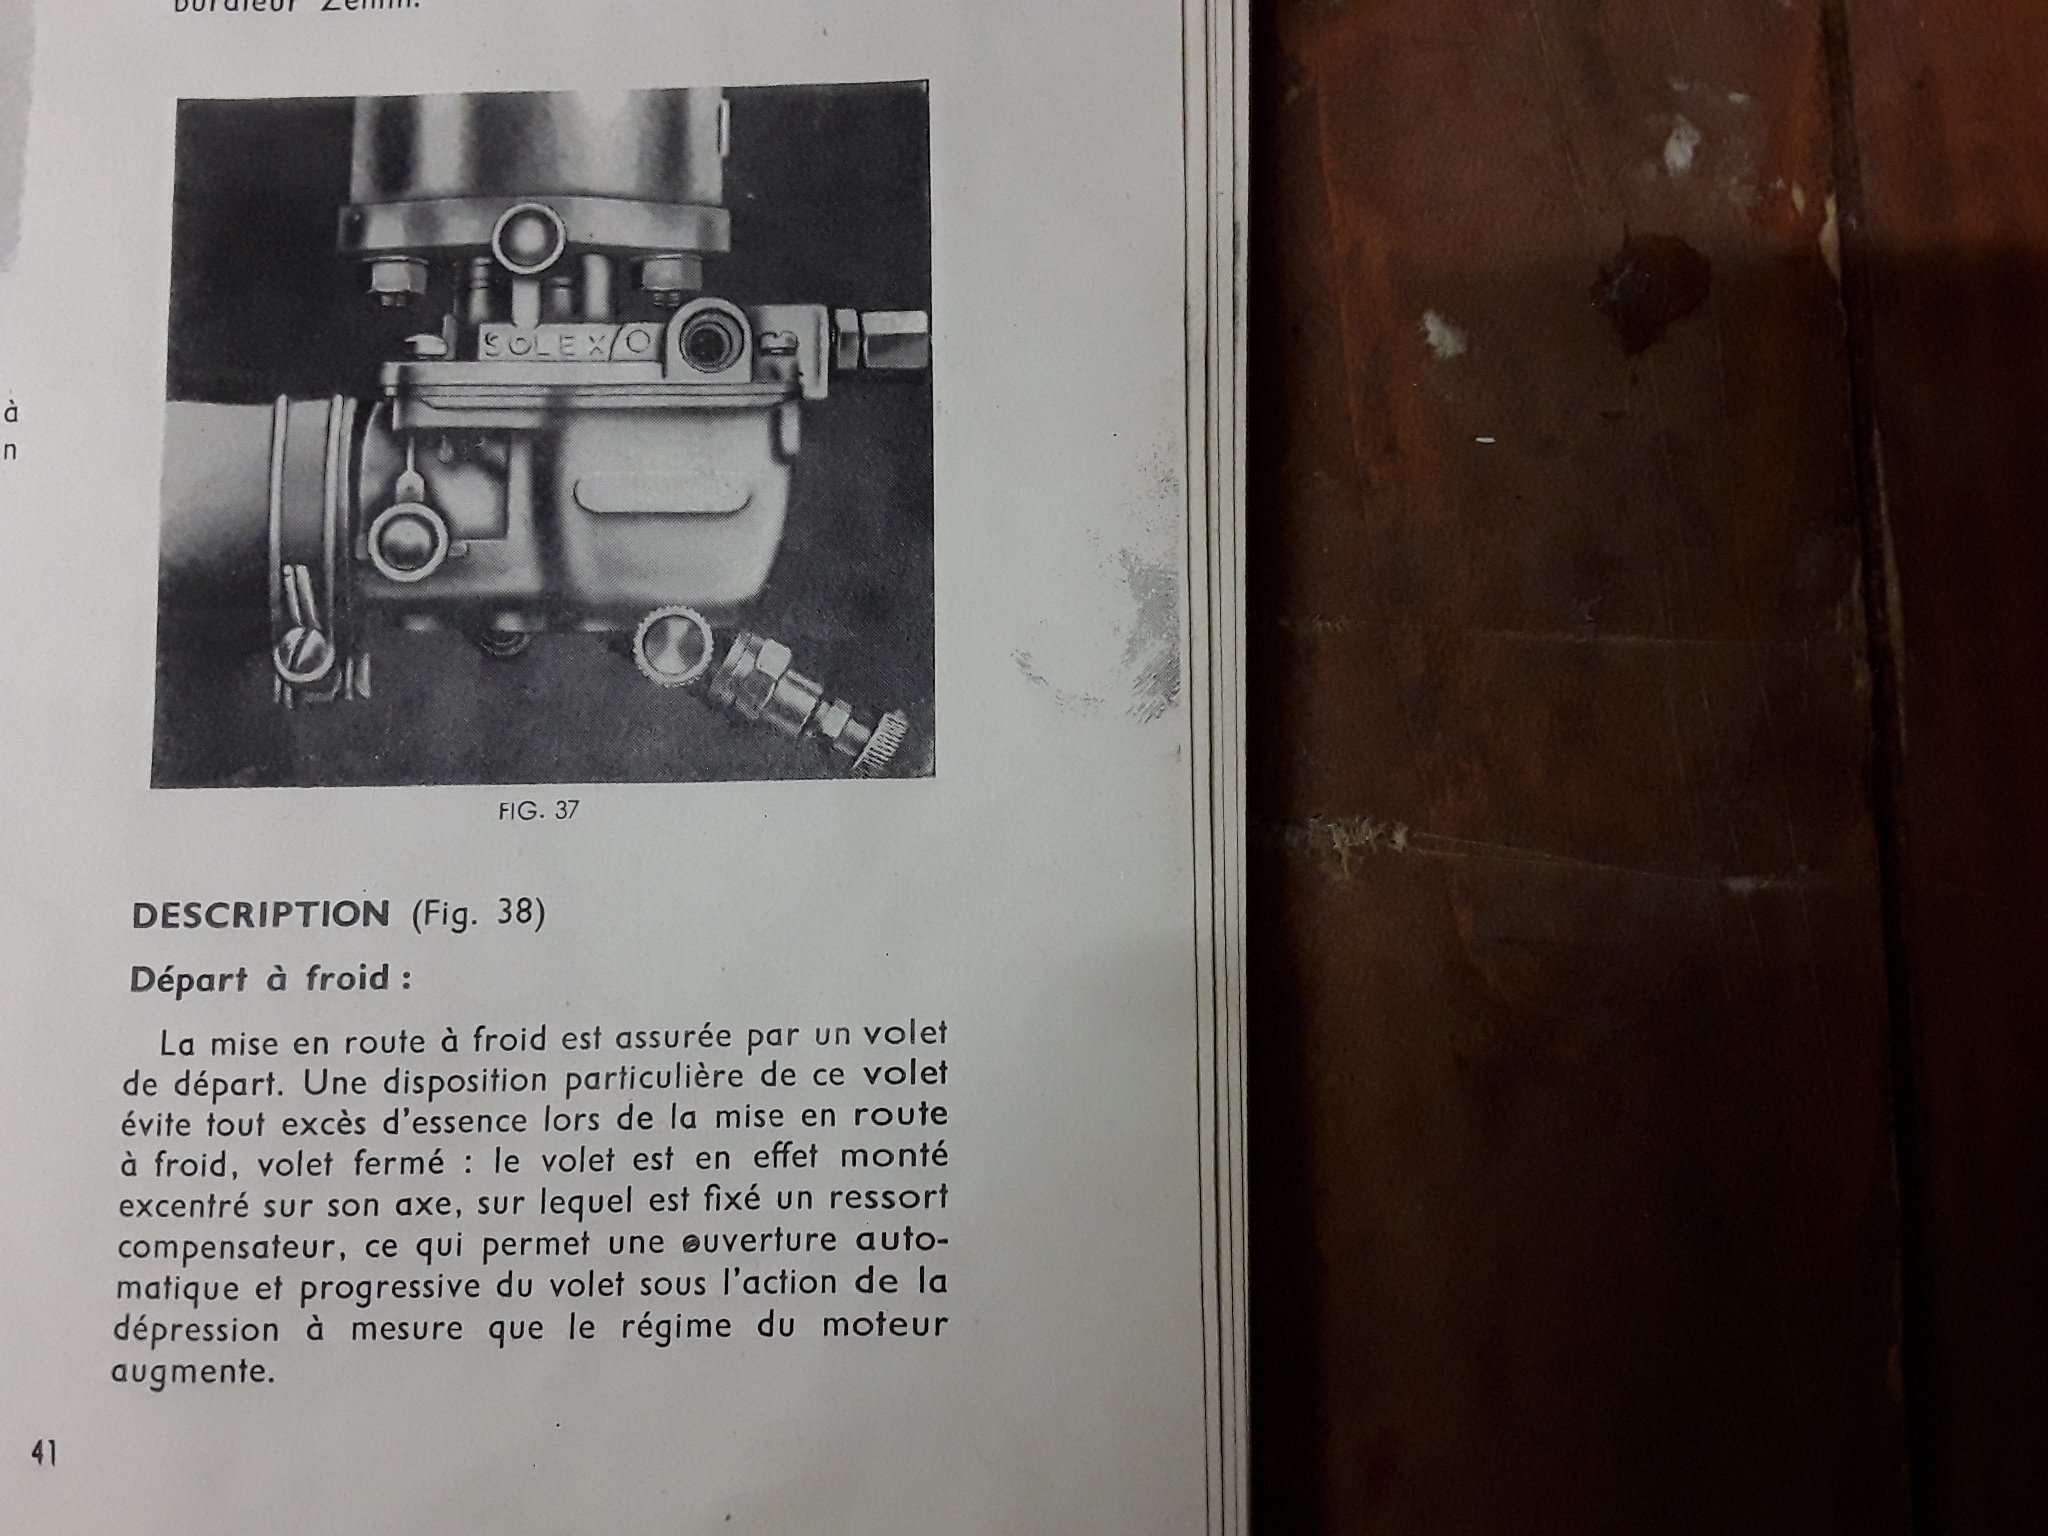 Zénith.
SOLEX
FIG. 37
à
n
DESCRIPTION (Fig. 38)
Départ à froid :
La mise en route à froid est assurée par un volet
de départ. Une disposition particulière de ce volet
évite tout excès d'essence lors de la mise en route
à froid, volet fermé : le volet est en effet monté
excentré sur son axe, sur lequel est fixé un ressort
compensateur, ce qui permet une ouverture auto-
matique et progressive du volet sous l'action de la
dépression à mesure que le régime du moteur
augmente.
41